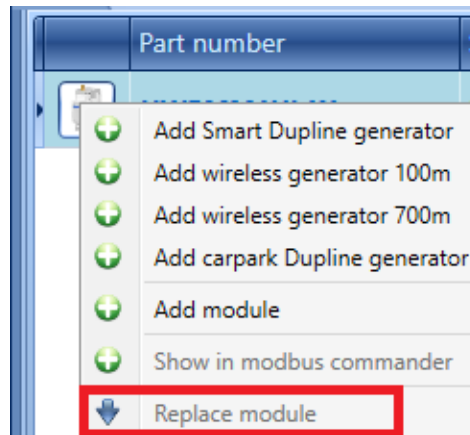 Part number
Add Smart Dupline generator
Add wireless generator 100m
Add wireless generator 700m
Add carpark Dupline generator
Add module
Show in modbus commander
Replace module